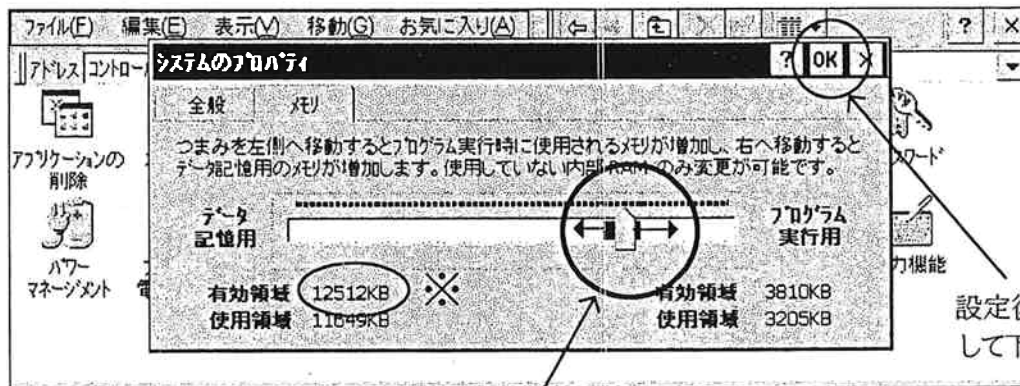 ファイル(F) 編集(E) 表示(V) 移動(G) お気に入り(A) ? ×
アドレス コントロー
システムのプロパティ ? OK ×
全般 メモリ
つまみを左側へ移動するとプログラム実行時に使用されるメモリが増加し、右へ移動すると
データ記憶用のメモリが増加します。使用していない内部RAMのみ変更が可能です。
アプリケーションの
削除
ワード
データ
記憶用
プログラム
実行用
パワー
マネージメント
電
力機能
有効領域 12512KB ※ 有効領域 3810KB
使用領域 11649KB 使用領域 3205KB
設定後
して下